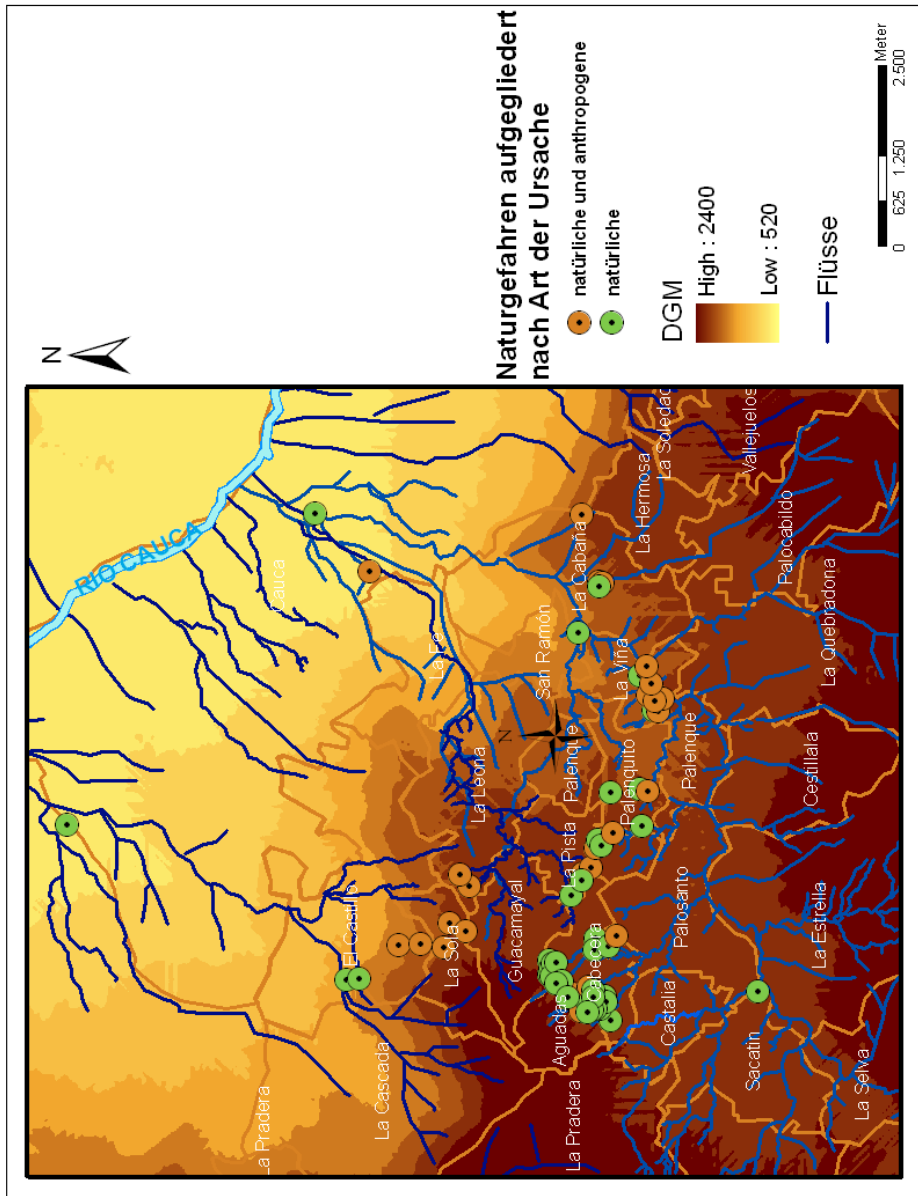 N
RIO CAUCA
La Pradera
Cauca
El Castillo
La Cascada
La Fe
La Sola
La Leona
Guacamayal
San Ramón
N
Aguadas
La Pista
Palenque
La Cabaña
La Pradera
Cabecera
Palenquito
La Viña
La Hermosa
La Soledad
Castalia
Palosanto
Palenque
Sacatín
Vallejuelos
Palocabildo
Cestillala
La Estrella
La Quebradona
La Selva
Naturgefahren aufgegliedert
nach Art der Ursache
natürliche und anthropogene
natürliche
DGM
High : 2400
Low : 520
Flüsse
0 625 1.250 2.500
Meter